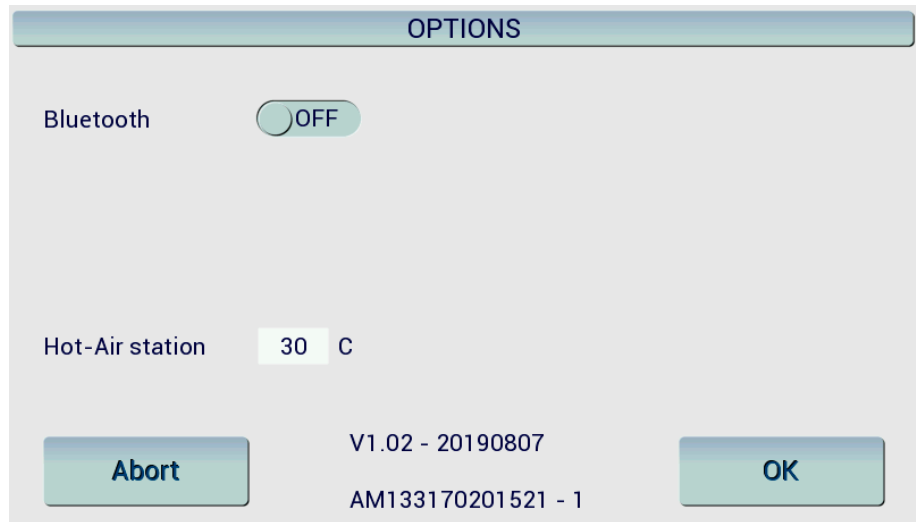 OPTIONS
Bluetooth OFF
Hot-Air station 30 C
V1.02 - 20190807
Abort OK
AM133170201521 - 1